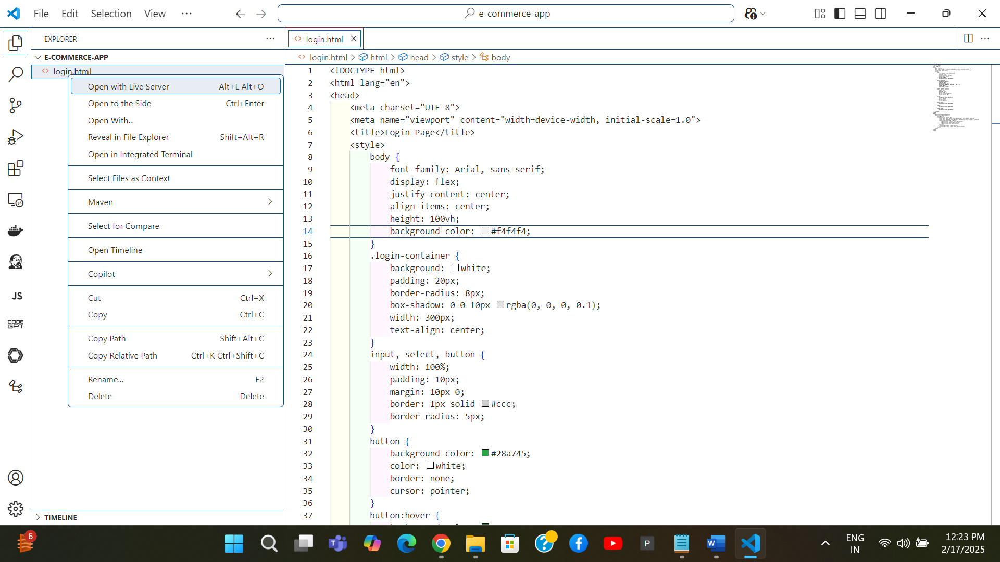 File Edit Selection View ···
e-commerce-app
EXPLORER
E-COMMERCE-APP
login.html
Open with Live Server Alt+L Alt+O
Open to the Side Ctrl+Enter
Open With...
Reveal in File Explorer Shift+Alt+R
Open in Integrated Terminal
Select Files as Context
Maven
Select for Compare
Open Timeline
Copilot
Cut Ctrl+X
Copy Ctrl+C
Copy Path Shift+Alt+C
Copy Relative Path Ctrl+K Ctrl+Shift+C
Rename... F2
Delete Delete
JS
CODE
GPT
TIMELINE
login.html
login.html > html > head > style > body
1 <!DOCTYPE html>
2 <html lang="en">
3 <head>
4 <meta charset="UTF-8">
5 <meta name="viewport" content="width=device-width, initial-scale=1.0">
6 <title>Login Page</title>
7 <style>
8 body {
9 font-family: Arial, sans-serif;
10 display: flex;
11 justify-content: center;
12 align-items: center;
13 height: 100vh;
14 background-color: #f4f4f4;
15 }
16 .login-container {
17 background: white;
18 padding: 20px;
19 border-radius: 8px;
20 box-shadow: 0 0 10px rgba(0, 0, 0, 0.1);
21 width: 300px;
22 text-align: center;
23 }
24 input, select, button {
25 width: 100%;
26 padding: 10px;
27 margin: 10px 0;
28 border: 1px solid #ccc;
29 border-radius: 5px;
30 }
31 button {
32 background-color: #28a745;
33 color: white;
34 border: none;
35 cursor: pointer;
36 }
37 button:hover {
6
T
P
W
ENG
IN
12:23 PM
2/17/2025